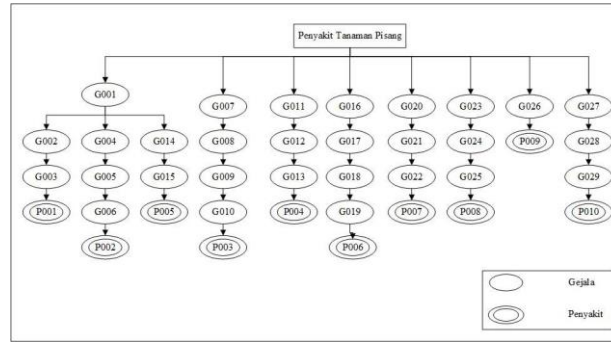 Penyakit Tanaman Pisang
G001
G007 G011 G016 G020 G023 G026 G027
G002 G004 G014 G008 G012 G017 G021 G024 P009 G028
G003 G005 G015 G009 G013 G018 G022 G025 G029
P001 G006 P005 G010 P004 G019 P007 P008 P010
P002 P003 P006
Gejala
Penyakit